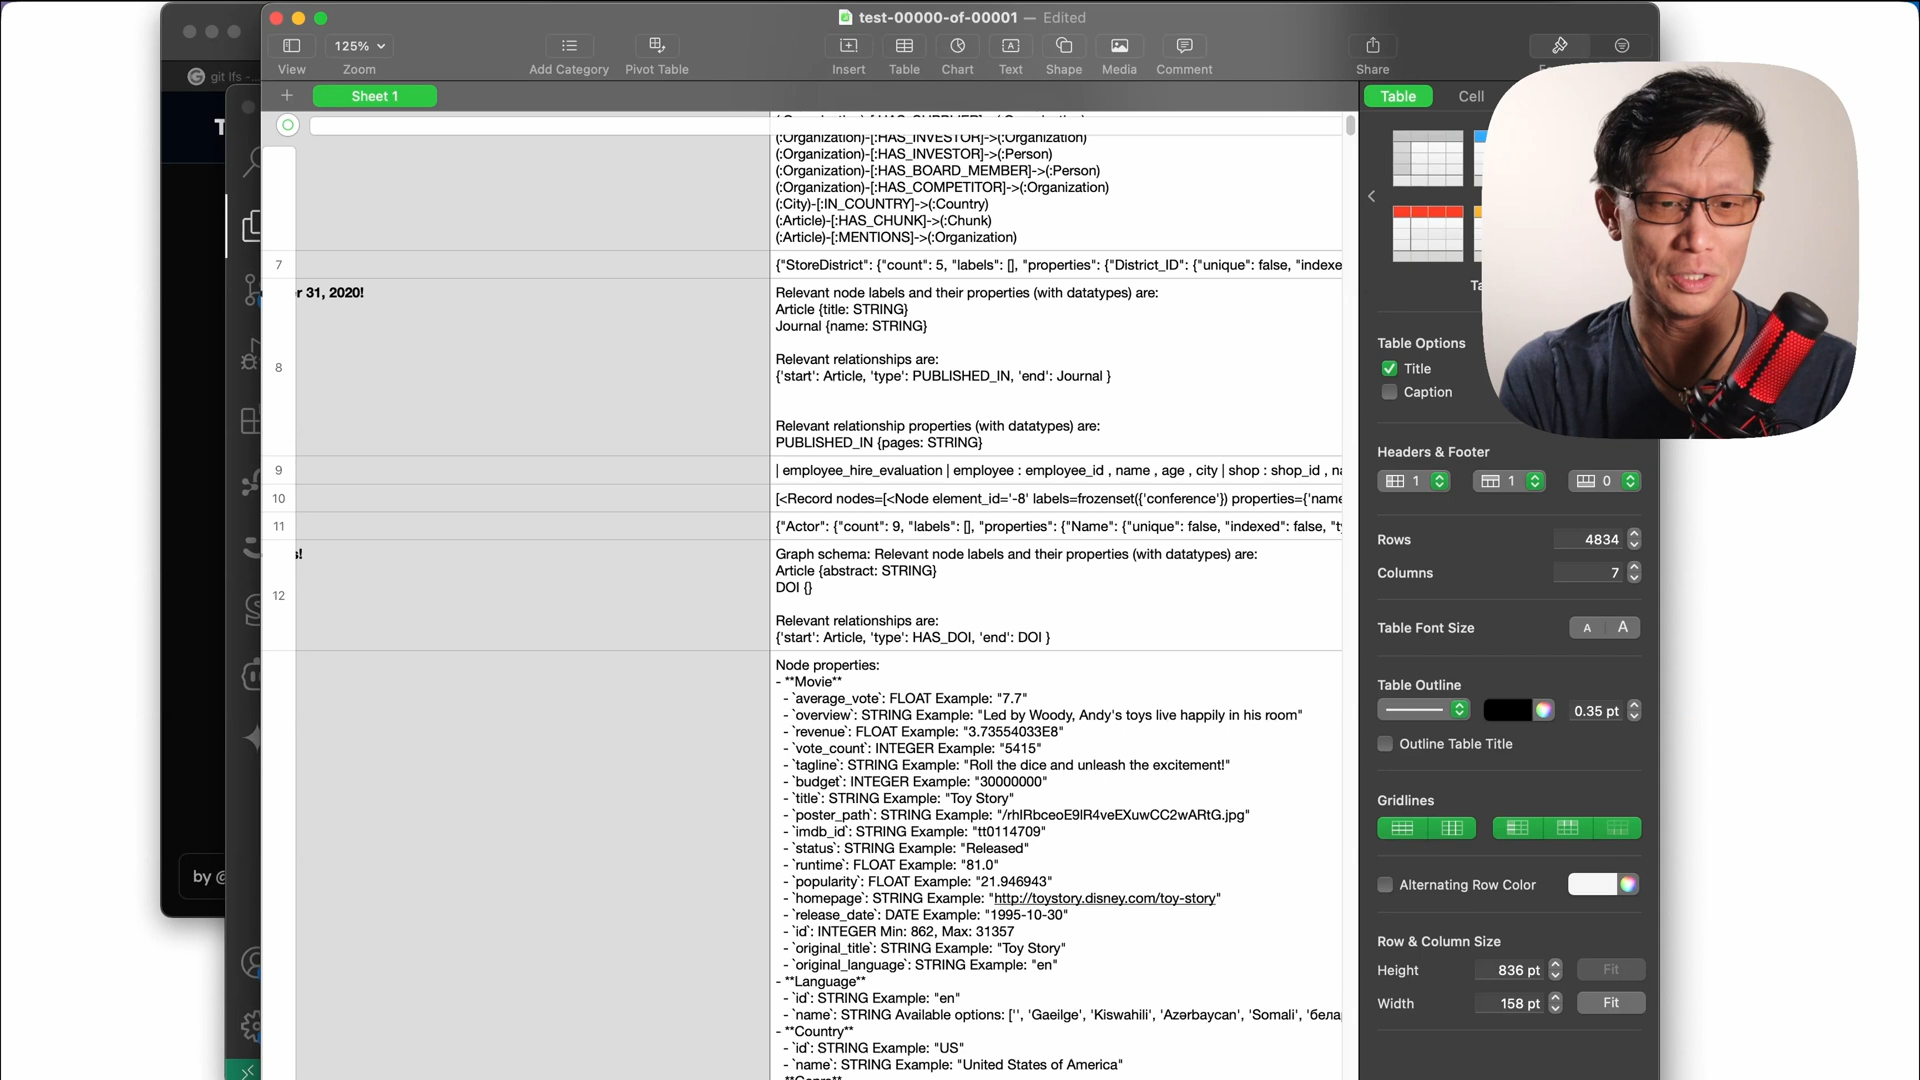 test-00000-of-00001 — Edited
125%
View
Zoom
Add Category
Pivot Table
Insert
Table
Chart
Text
Shape
Media
Comment
Share
git lfs -
Sheet 1
Table
Cell
(:Organization)-[:HAS_SUPPLIER]->(:Organization)
(:Organization)-[:HAS_INVESTOR]->(:Organization)
(:Organization)-[:HAS_INVESTOR]->(:Person)
(:Organization)-[:HAS_BOARD_MEMBER]->(:Person)
(:Organization)-[:HAS_COMPETITOR]->(:Organization)
(:City)-[:IN_COUNTRY]->(:Country)
(:Article)-[:HAS_CHUNK]->(:Chunk)
(:Article)-[:MENTIONS]->(:Organization)
7
{"StoreDistrict": {"count": 5, "labels": [], "properties": {"District_ID": {"unique": false, "indexe
r 31, 2020!
8
Relevant node labels and their properties (with datatypes) are:
Article {title: STRING}
Journal {name: STRING}
Relevant relationships are:
{'start': Article, 'type': PUBLISHED_IN, 'end': Journal }
Relevant relationship properties (with datatypes) are:
PUBLISHED_IN {pages: STRING}
9
| employee_hire_evaluation | employee : employee_id , name , age , city | shop : shop_id , na
10
[<Record nodes=[<Node element_id='-8' labels=frozenset({'conference'}) properties={'name
11
{"Actor": {"count": 9, "labels": [], "properties": {"Name": {"unique": false, "indexed": false, "t
s!
12
Graph schema: Relevant node labels and their properties (with datatypes) are:
Article {abstract: STRING}
DOI {}
Relevant relationships are:
{'start': Article, 'type': HAS_DOI, 'end': DOI }
Node properties:
- **Movie**
- `average_vote`: FLOAT Example: "7.7"
- `overview`: STRING Example: "Led by Woody, Andy's toys live happily in his room"
- `revenue`: FLOAT Example: "3.73554033E8"
- `vote_count`: INTEGER Example: "5415"
- `tagline`: STRING Example: "Roll the dice and unleash the excitement!"
- `budget`: INTEGER Example: "30000000"
- `title`: STRING Example: "Toy Story"
- `poster_path`: STRING Example: "/rhIRbceoE9lR4veEXuwCC2wARtG.jpg"
- `imdb_id`: STRING Example: "tt0114709"
- `status`: STRING Example: "Released"
- `runtime`: FLOAT Example: "81.0"
- `popularity`: FLOAT Example: "21.946943"
- `homepage`: STRING Example: "http://toystory.disney.com/toy-story"
- `release_date`: DATE Example: "1995-10-30"
- `id`: INTEGER Min: 862, Max: 31357
- `original_title`: STRING Example: "Toy Story"
- `original_language`: STRING Example: "en"
- **Language**
- `id`: STRING Example: "en"
- `name`: STRING Available options: ['', 'Gaeilge', 'Kiswahili', 'Azərbaycan', 'Somali', 'бела
- **Country**
- `id`: STRING Example: "US"
- `name`: STRING Example: "United States of America"
by @
Table Options
Title
Caption
Headers & Footer
1
1
0
Rows
4834
Columns
7
Table Font Size
A
A
Table Outline
0.35 pt
Outline Table Title
Gridlines
Alternating Row Color
Row & Column Size
Height
836 pt
Fit
Width
158 pt
Fit